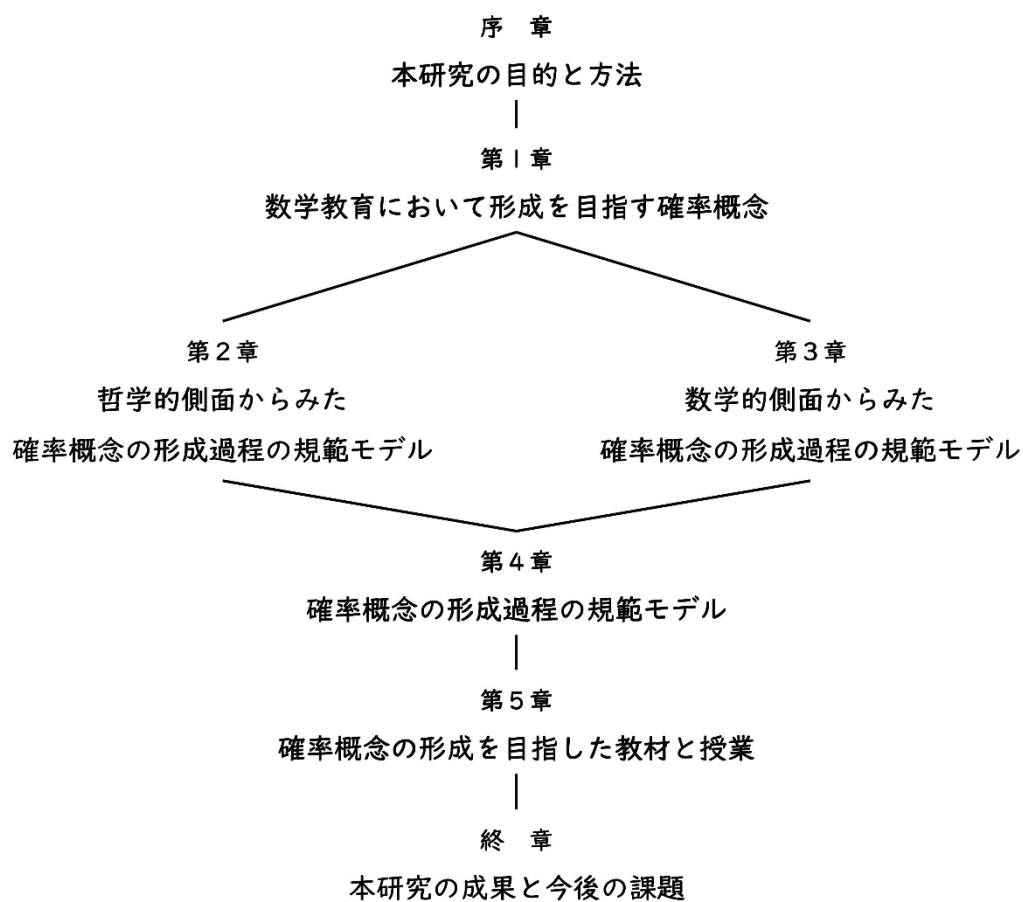 序　章
本研究の目的と方法
第１章
数学教育において形成を目指す確率概念
第２章
哲学的側面からみた
確率概念の形成過程の規範モデル
第３章
数学的側面からみた
確率概念の形成過程の規範モデル
第４章
確率概念の形成過程の規範モデル
第５章
確率概念の形成を目指した教材と授業
終　章
本研究の成果と今後の課題